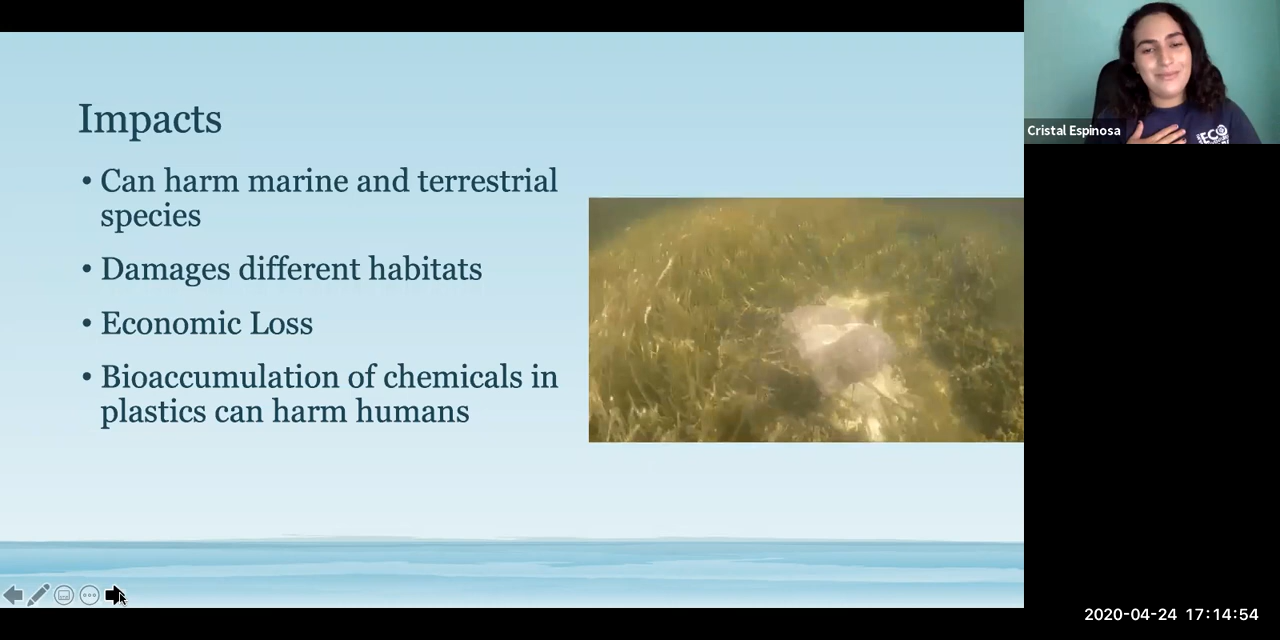 Impacts
• Can harm marine and terrestrial
species
• Damages different habitats
• Economic Loss
• Bioaccumulation of chemicals in
plastics can harm humans
Cristal Espinosa
ECO
2020-04-24 17:14:54